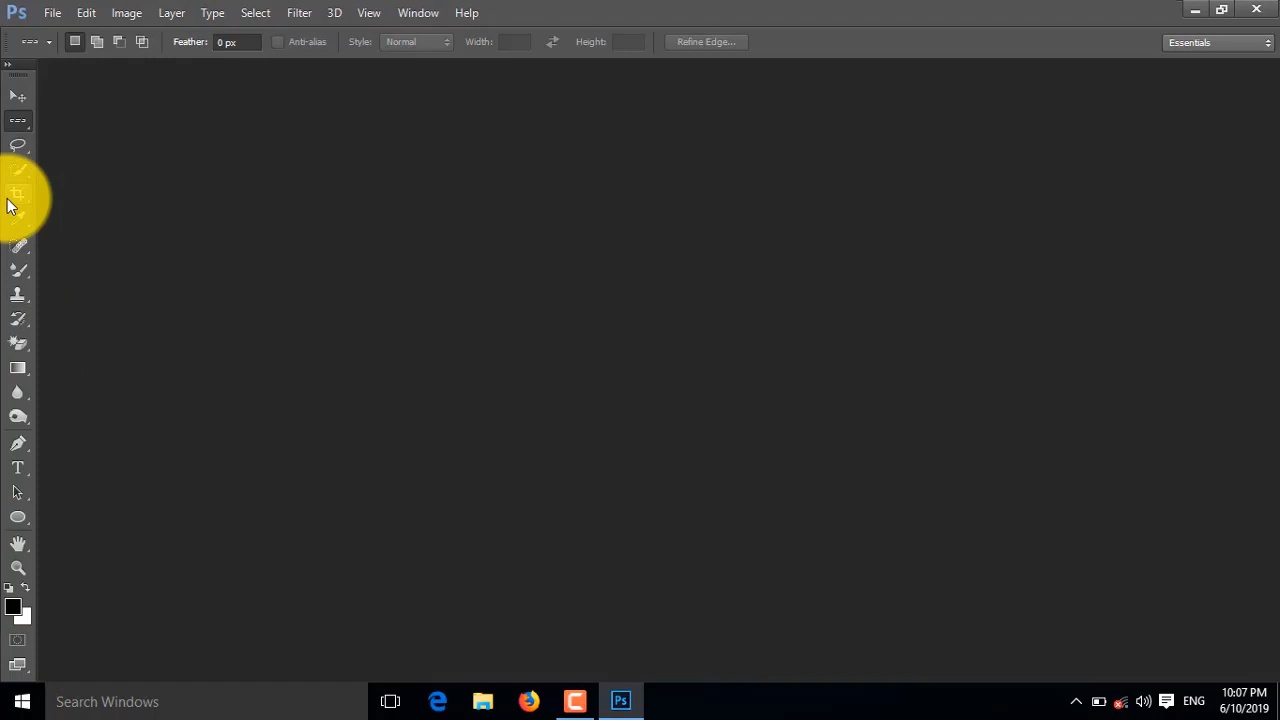 Ps File Edit Image Layer Type Select Filter 3D View Window Help
Feather: 0 px Anti-alias Style: Normal Width: Height: Refine Edge... Essentials
T
Search Windows
Ps
ENG
10:07 PM
6/10/2019